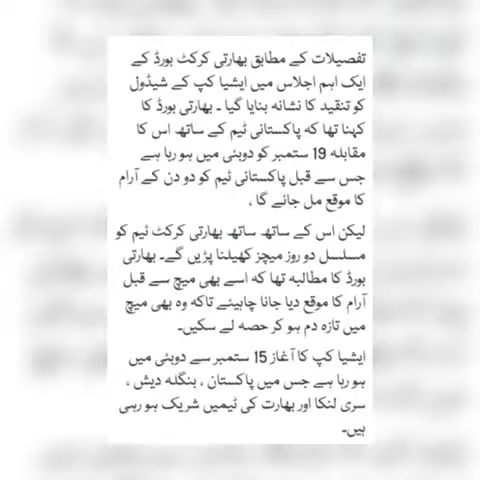 تفصیلات کے مطابق بھارتی کرکٹ بورڈ کے
ایک اہم اجلاس میں ایشیا کپ کے شیڈول
کو تنقید کا نشانہ بنایا گیا ۔ بھارتی بورڈ کا
کہنا تھا کہ پاکستانی ٹیم کے ساتھ اس کا
مقابلہ 19 ستمبر کو دوبئی میں ہو رہا ہے
جس سے قبل پاکستانی ٹیم کو دو دن کے آرام
کا موقع مل جائے گا ،
لیکن اس کے ساتھ ساتھ بھارتی کرکٹ ٹیم کو
مسلسل دو روز میچز کھیلنا پڑیں گے۔ بھارتی
بورڈ کا مطالبہ تھا کہ اسے بھی میچ سے قبل
آرام کا موقع دیا جانا چاہیئے تاکہ وہ بھی میچ
میں تازہ دم ہو کر حصہ لے سکیں۔
ایشیا کپ کا آغاز 15 ستمبر سے دوبئی میں
ہو رہا ہے جس میں پاکستان ، بنگلہ دیش ،
سری لنکا اور بھارت کی ٹیمیں شریک ہو رہی
ہیں۔